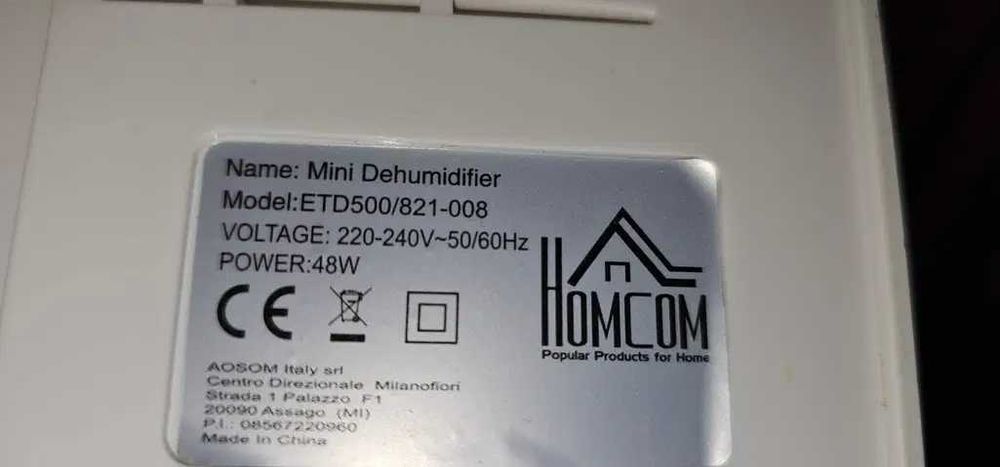 Name: Mini Dehumidifier
Model:ETD500/821-008
VOLTAGE: 220-240V~50/60Hz
POWER:48W
CE
HOMCOM
Popular Products for Home
AOSOM Italy srl
Centro Direzionale Milanofiori
Strada 1 Palazzo F1
20090 Assago (MI)
P.I.: 08567220960
Made In China